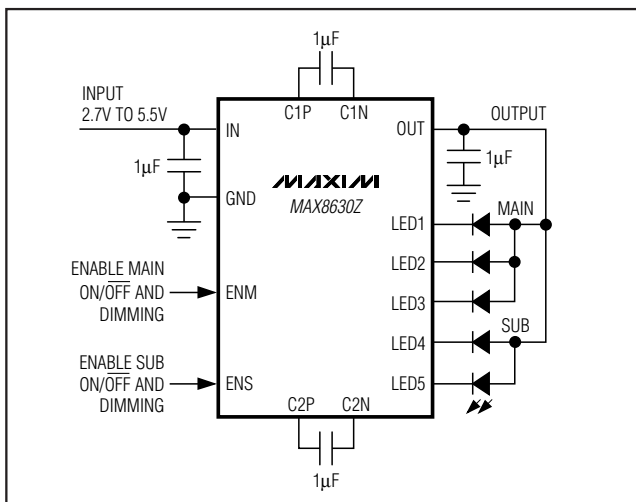 1µF
C1P C1N
INPUT
2.7V TO 5.5V
IN
OUT
OUTPUT
1µF
1µF
MAXIM
MAX8630Z
GND
LED1
MAIN
LED2
ENABLE MAIN
ON/OFF AND
DIMMING
ENM
LED3
SUB
LED4
ENABLE SUB
ON/OFF AND
DIMMING
ENS
LED5
C2P C2N
1µF